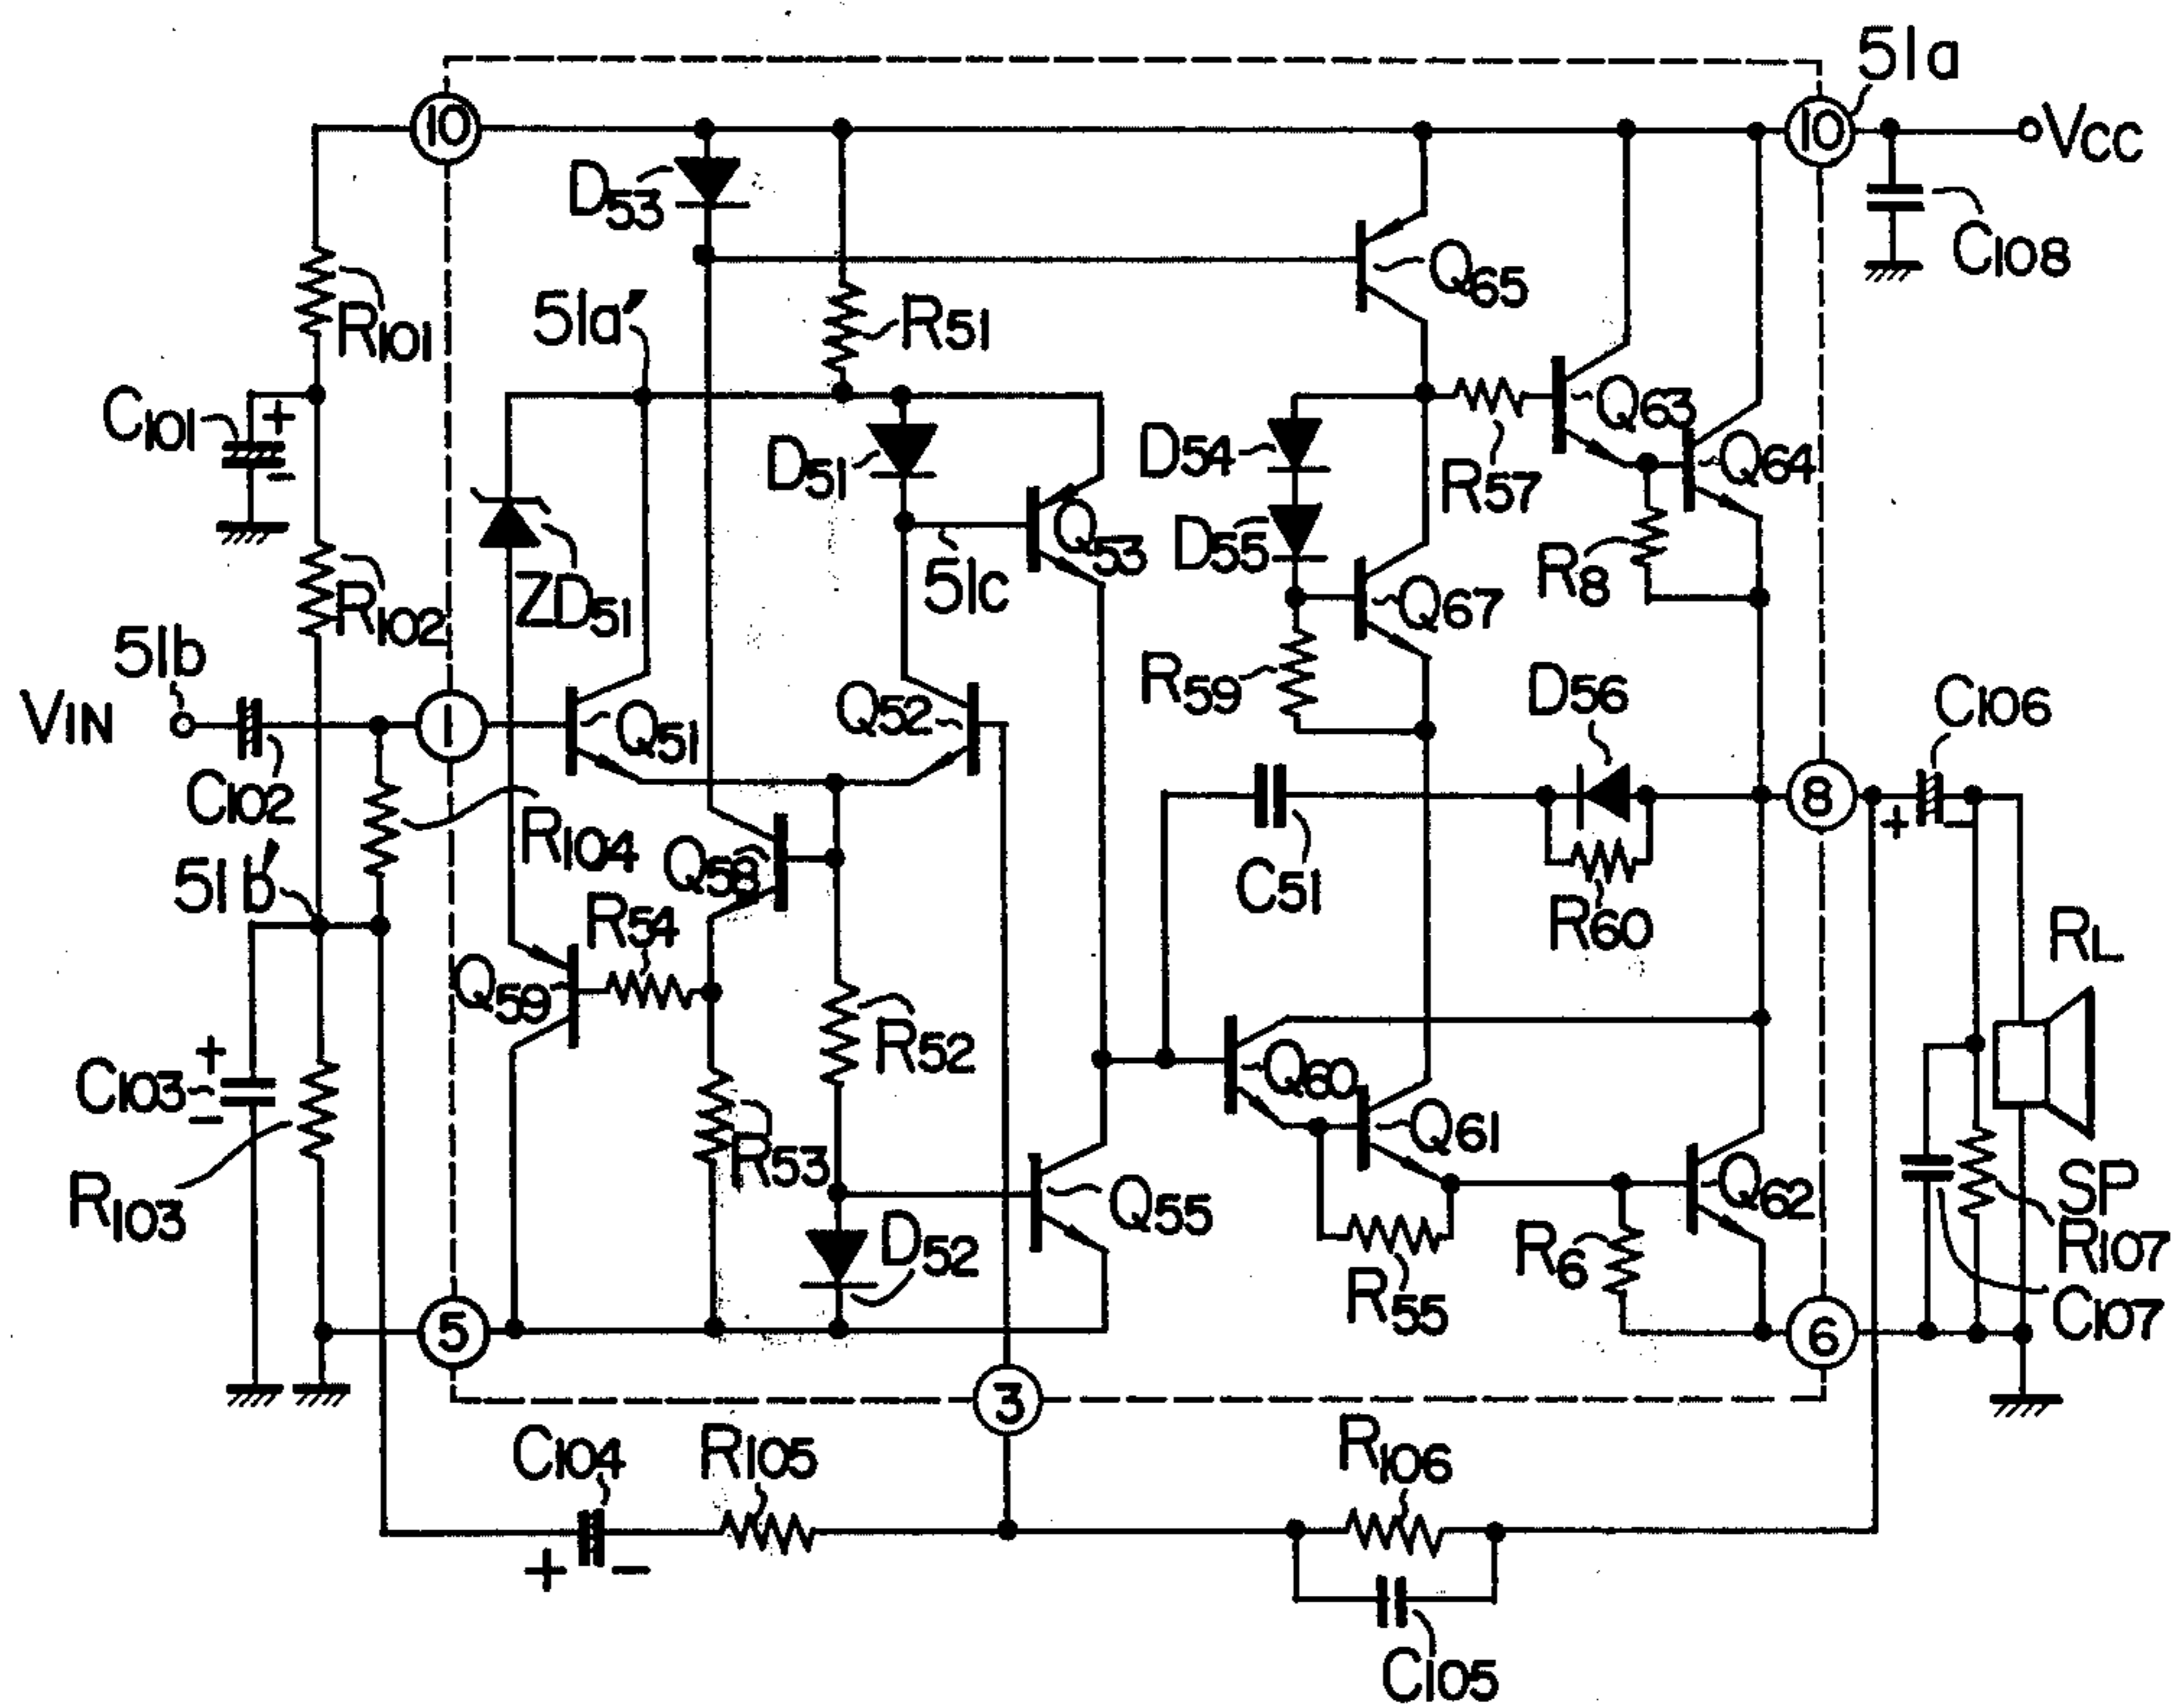 51a
10
10
VCC
D53
Q65
C108
R101
51a'
R51
C101
+
-
D51
D54
Q63
Q64
R57
Q53
D55
R8
51c
ZD51
R102
Q67
51b
R59
D56
VIN
1
Q51
Q52
C106
C102
8
+
-
R104
Q58
C51
51b'
R54
R60
RL
Q59
R52
C103
+
-
Q60
Q61
R53
Q55
Q62
SP
R103
R107
D52
R6
R55
C107
5
6
3
C104
R105
R106
+
-
C105